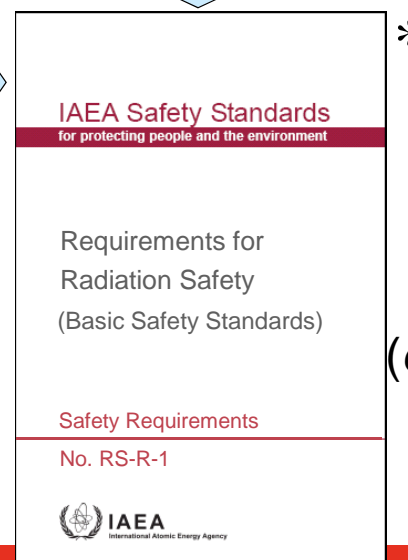 *
IAEA Safety Standards
for protecting people and the environment
Requirements for
Radiation Safety
(Basic Safety Standards)
(
Safety Requirements
No. RS-R-1
IAEA
International Atomic Energy Agency